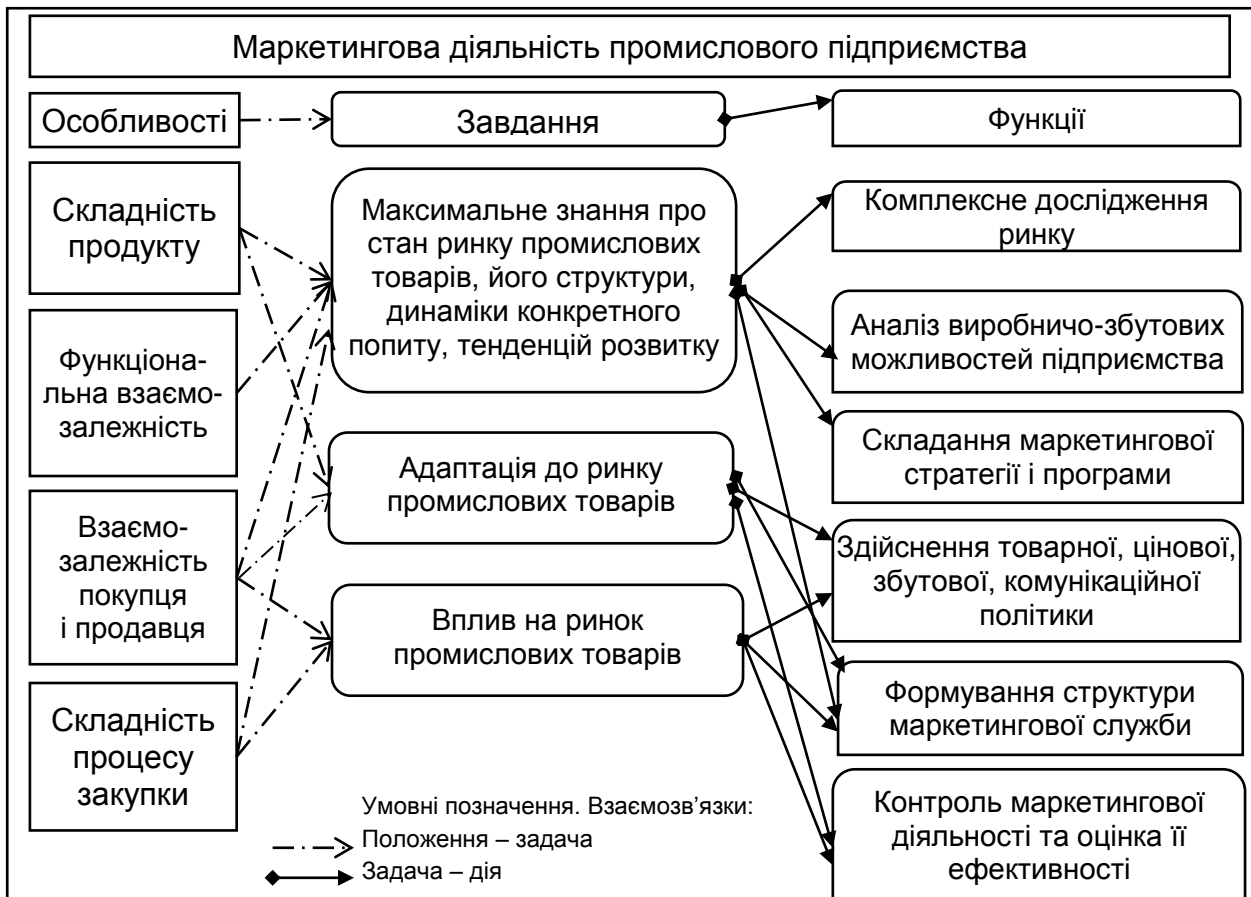 Маркетингова діяльність промислового підприємства
Особливості
Завдання
Функції
Складність
продукту
Функціона-
льна взаємо-
залежність
Взаємо-
залежність
покупця
і продавця
Складність
процесу
закупки
Максимальне знання про
стан ринку промислових
товарів, його структури,
динаміки конкретного
попиту, тенденцій розвитку
Адаптація до ринку
промислових товарів
Вплив на ринок
промислових товарів
Комплексне дослідження
ринку
Аналіз виробничо-збутових
можливостей підприємства
Складання маркетингової
стратегії і програми
Здійснення товарної, цінової,
збутової, комунікаційної
політики
Формування структури
маркетингової служби
Контроль маркетингової
діяльності та оцінка її
ефективності
Умовні позначення. Взаємозв’язки:
Положення – задача
Задача – дія